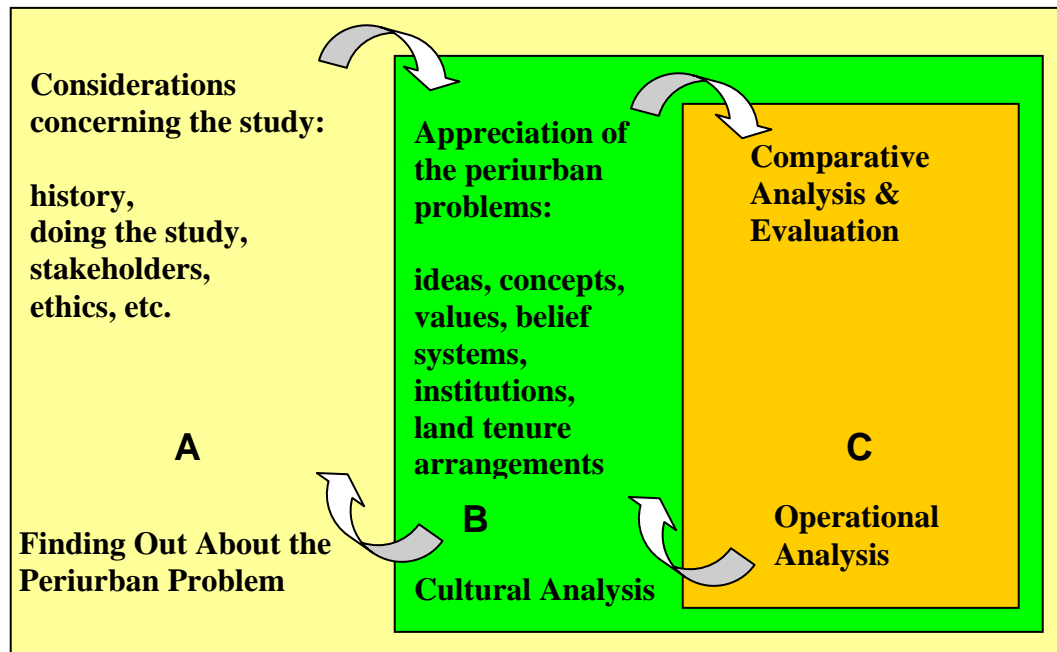 Considerations
concerning the study:
history,
doing the study,
stakeholders,
ethics, etc.
A
Finding Out About the
Periurban Problem
Appreciation of
the periurban
problems:
ideas, concepts,
values, belief
systems,
institutions,
land tenure
arrangements
B
Cultural Analysis
Comparative
Analysis &
Evaluation
C
Operational
Analysis